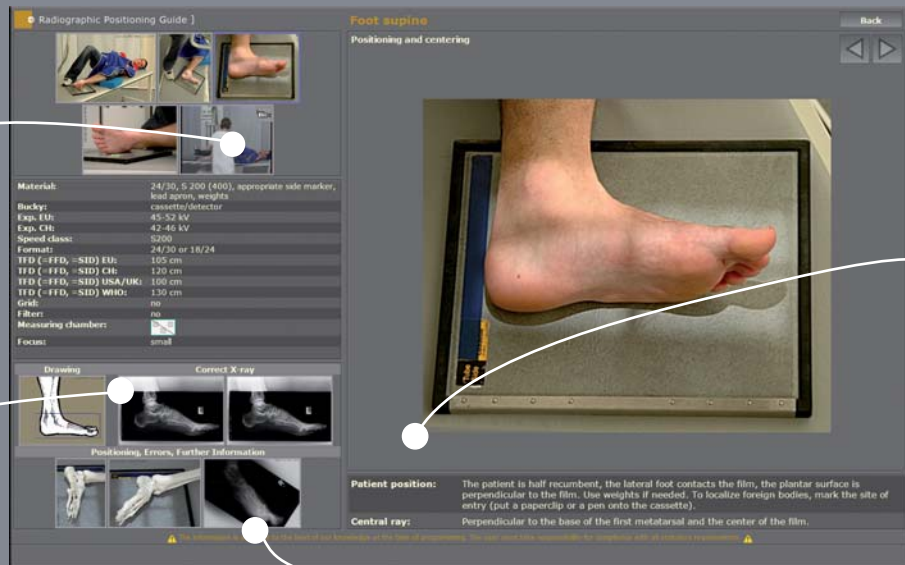 Radiographic Positioning Guide ]
Foot supine
Back
Positioning and centering
Material: 24/30, S 200 (400), appropriate side marker,
lead apron, weights
Bucky: cassette/detector
Exp. EU: 45-52 kV
Exp. CH: 42-46 kV
Speed class: S200
Format: 24/30 or 18/24
TFD (=FFD, =SID) EU: 105 cm
TFD (=FFD, =SID) CH: 120 cm
TFD (=FFD, =SID) USA/UK: 100 cm
TFD (=FFD, =SID) WHO: 130 cm
Grid: no
Filter: no
Measuring chamber:
Focus: small
Drawing
Correct X-ray
Positioning, Errors, Further Information
Patient position: The patient is half recumbent, the lateral foot contacts the film, the plantar surface is
perpendicular to the film. Use weights if needed. To localize foreign bodies, mark the site of
entry (put a paperclip or a pen onto the cassette).
Central ray: Perpendicular to the base of the first metatarsal and the center of the film.